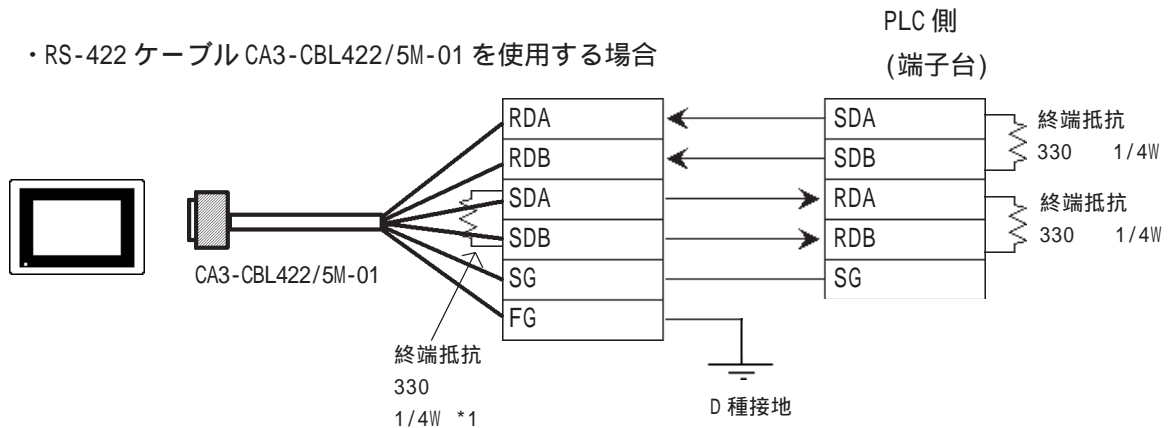 PLC 側
(端子台)
・RS-422 ケーブル CA3-CBL422/5M-01 を使用する場合
RDA
RDB
SDA
SDB
SG
FG
SDA
SDB
RDA
RDB
SG
終端抵抗
330 1/4W
終端抵抗
330 1/4W
CA3-CBL422/5M-01
終端抵抗
330
1/4W *1
D 種接地